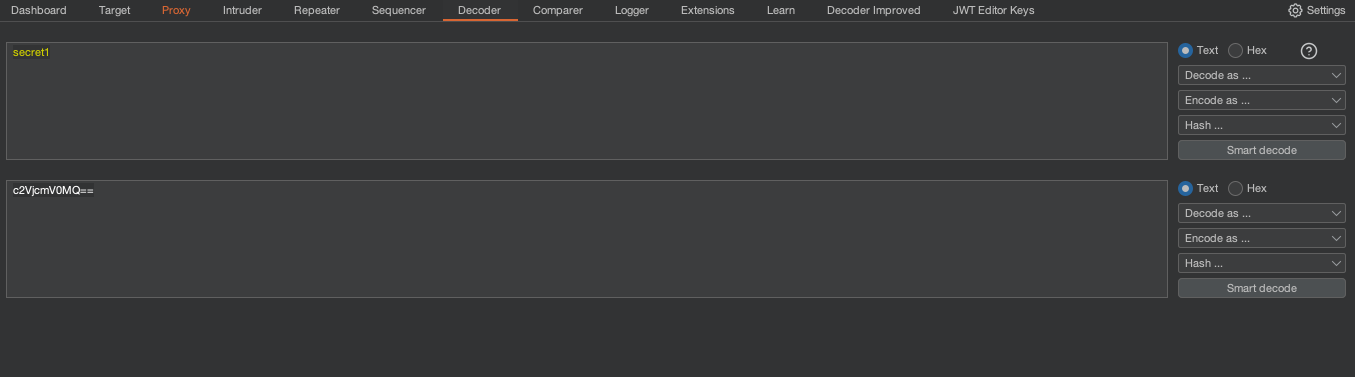 Dashboard Target Proxy Intruder Repeater Sequencer Decoder Comparer Logger Extensions Learn Decoder Improved JWT Editor Keys Settings
secret1
Text Hex ?
Decode as ...
Encode as ...
Hash ...
Smart decode
c2VjcmV0MQ==
Text Hex
Decode as ...
Encode as ...
Hash ...
Smart decode